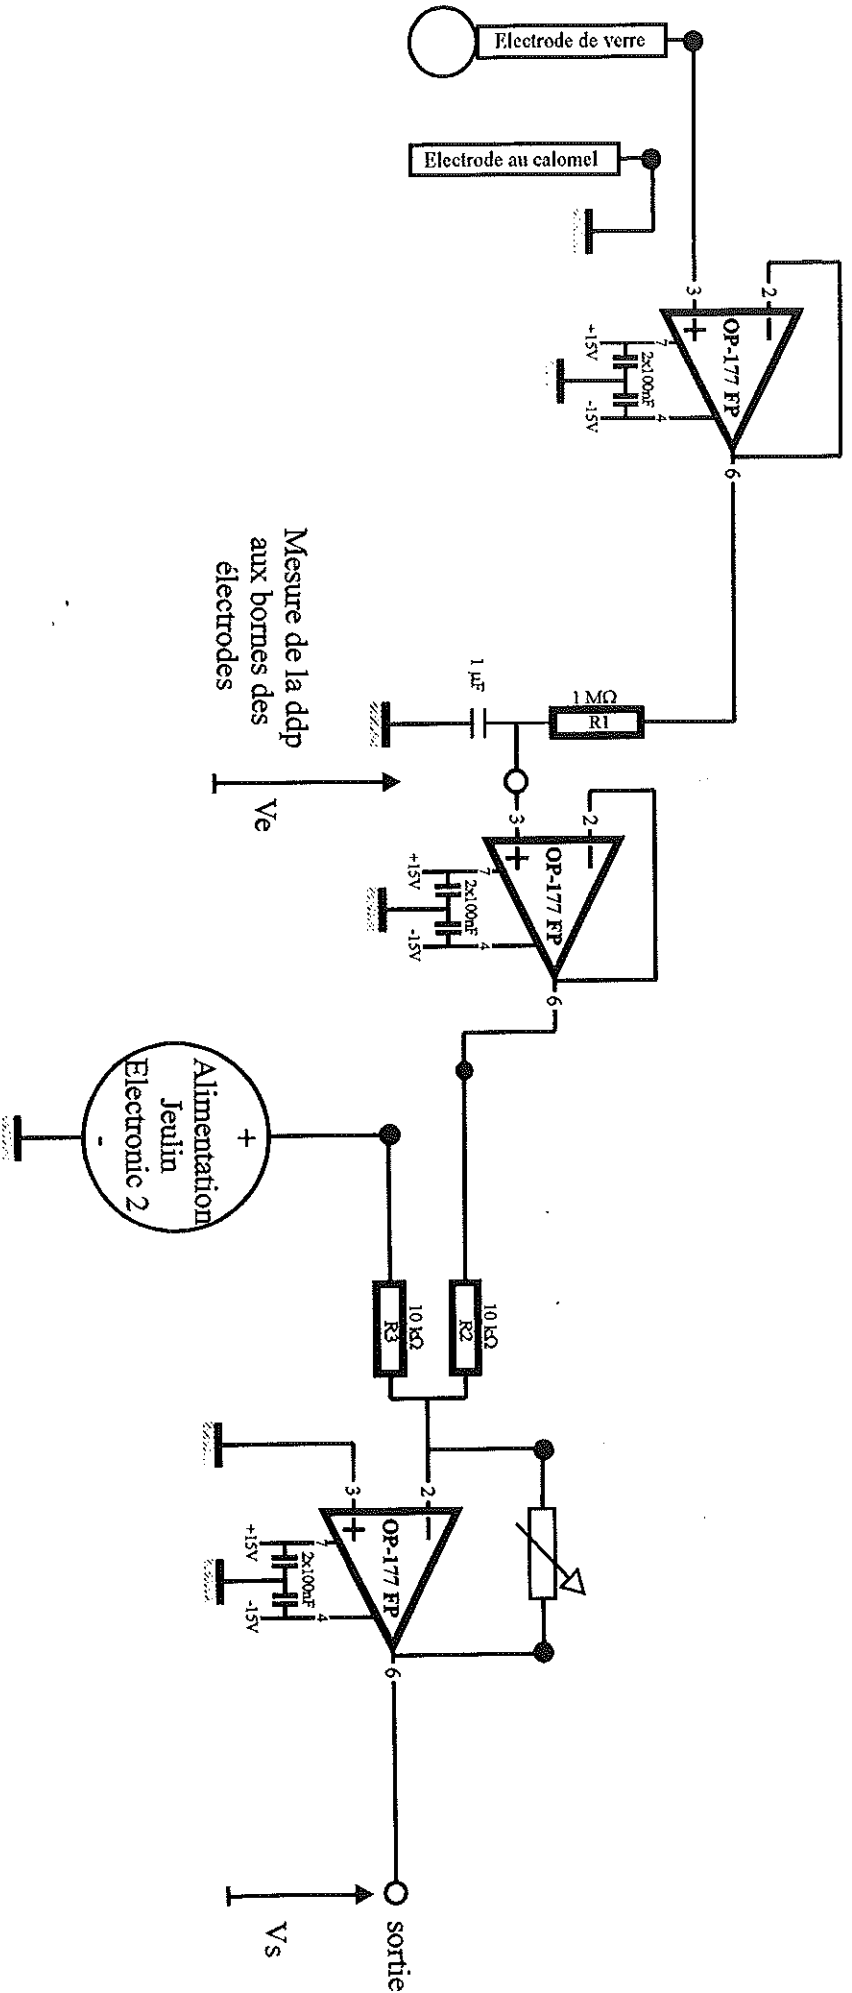 Electrode de verre
Electrode au calomel
3
2
+
−
OP-177 FP
7
4
+15V
-15V
2x100nF
6
1 MΩ
R1
1 µF
Mesure de la ddp
aux bornes des
électrodes
Ve
3
2
+
−
OP-177 FP
7
4
+15V
-15V
2x100nF
6
+
Alimentation
Jeulin
Electronic 2
-
10 kΩ
R2
10 kΩ
R3
3
2
+
−
OP-177 FP
7
4
+15V
-15V
2x100nF
6
sortie
Vs